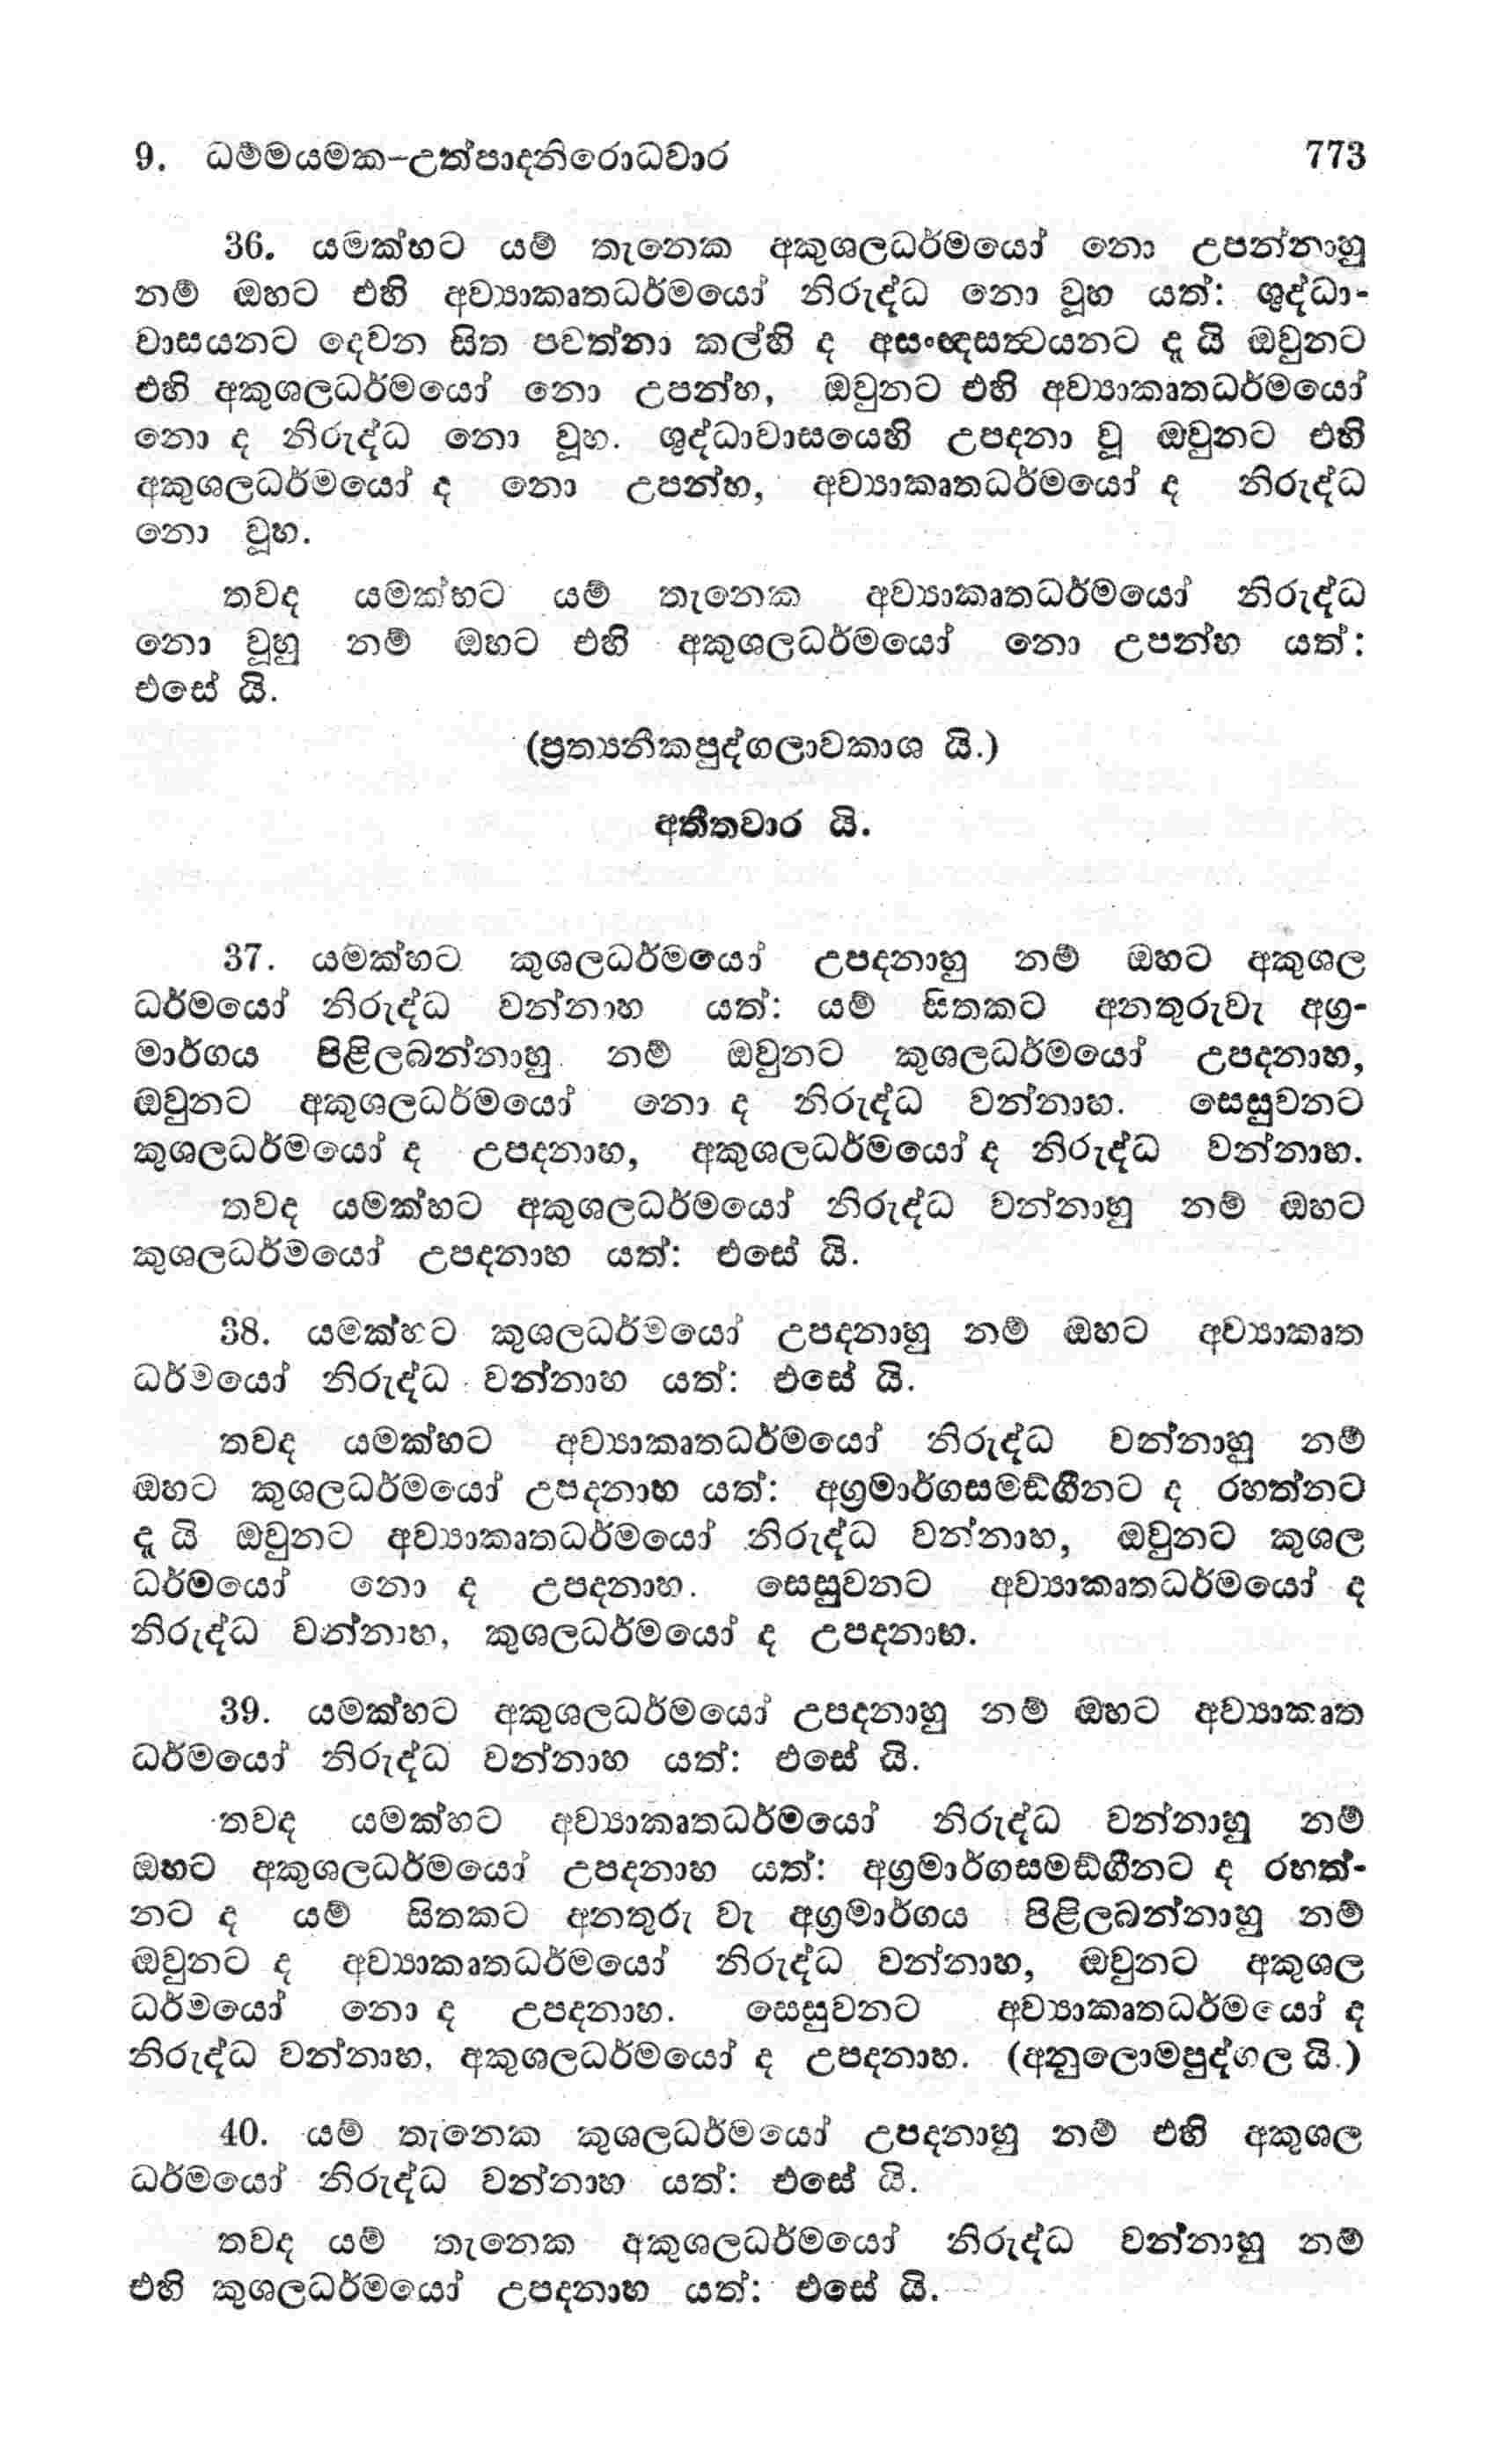 9. ධම්මයමක-උත්පාදනිරොධවාර 773
36. යමක්හට යම් තැනෙක අකුශලධර්මයෝ නො උපන්නාහු
නම් ඔහට එහි අව්‍යාකෘතධර්මයෝ නිරුද්ධ නො වූහ යත්: ශුද්ධා-
වාසයනට දෙවන සිත පවත්නා කල්හි ද අසංඥසත්‍වයනට දු යි ඔවුනට
එහි අකුශලධර්මයෝ නො උපන්හ, ඔවුනට එහි අව්‍යාකෘතධර්මයෝ
නො ද නිරුද්ධ නො වූහ. ශුද්ධාවාසයෙහි උපදනා වූ ඔවුනට එහි
අකුශලධර්මයෝ ද නො උපන්හ, අව්‍යාකෘතධර්මයෝ ද නිරුද්ධ
නො වූහ.
තවද යමක්හට යම් තැනෙක අව්‍යාකෘතධර්මයෝ නිරුද්ධ
නො වූහු නම් ඔහට එහි අකුශලධර්මයෝ නො උපන්හ යත්:
එසේ යි.
(ප්‍රත්‍යනීකපුද්ගලාවකාශ යි.)
අතීතවාර යි.
37. යමක්හට කුශලධර්මයෝ උපදනාහු නම් ඔහට අකුශල
ධර්මයෝ නිරුද්ධ වන්නාහ යත්: යම් සිතකට අනතුරුවැ අග්‍ර-
මාර්ගය පිළිලබන්නාහු නම් ඔවුනට කුශලධර්මයෝ උපදනාහ,
ඔවුනට අකුශලධර්මයෝ නො ද නිරුද්ධ වන්නාහ. සෙසුවනට
කුශලධර්මයෝ ද උපදනාහ, අකුශලධර්මයෝ ද නිරුද්ධ වන්නාහ.
තවද යමක්හට අකුශලධර්මයෝ නිරුද්ධ වන්නාහු නම් ඔහට
කුශලධර්මයෝ උපදනාහ යත්: එසේ යි.
38. යමක්හට කුශලධර්මයෝ උපදනාහු නම් ඔහට අව්‍යාකෘත
ධර්මයෝ නිරුද්ධ වන්නාහ යත්: එසේ යි.
තවද යමක්හට අව්‍යාකෘතධර්මයෝ නිරුද්ධ වන්නාහු නම්
ඔහට කුශලධර්මයෝ උපදනාහ යත්: අග්‍රමාර්ගසමඞ්ගීනට ද රහත්නට
දු යි ඔවුනට අව්‍යාකෘතධර්මයෝ නිරුද්ධ වන්නාහ, ඔවුනට කුශල
ධර්මයෝ නො ද උපදනාහ. සෙසුවනට අව්‍යාකෘතධර්මයෝ ද
නිරුද්ධ වන්නාහ, කුශලධර්මයෝ ද උපදනාහ.
39. යමක්හට අකුශලධර්මයෝ උපදනාහු නම් ඔහට අව්‍යාකෘත
ධර්මයෝ නිරුද්ධ වන්නාහ යත්: එසේ යි.
තවද යමක්හට අව්‍යාකෘතධර්මයෝ නිරුද්ධ වන්නාහු නම්
ඔහට අකුශලධර්මයෝ උපදනාහ යත්: අග්‍රමාර්ගසමඞ්ගීනට ද රහත්-
නට ද යම් සිතකට අනතුරු වැ අග්‍රමාර්ගය පිළිලබන්නාහු නම්
ඔවුනට ද අව්‍යාකෘතධර්මයෝ නිරුද්ධ වන්නාහ, ඔවුනට අකුශල
ධර්මයෝ නො ද උපදනාහ. සෙසුවනට අව්‍යාකෘතධර්මයෝ ද
නිරුද්ධ වන්නාහ, අකුශලධර්මයෝ ද උපදනාහ. (අනුලොමපුද්ගල යි.)
40. යම් තැනෙක කුශලධර්මයෝ උපදනාහු නම් එහි අකුශල
ධර්මයෝ නිරුද්ධ වන්නාහ යත්: එසේ යි.
තවද යම් තැනෙක අකුශලධර්මයෝ නිරුද්ධ වන්නාහු නම්
එහි කුශලධර්මයෝ උපදනාහ යත්: එසේ යි.